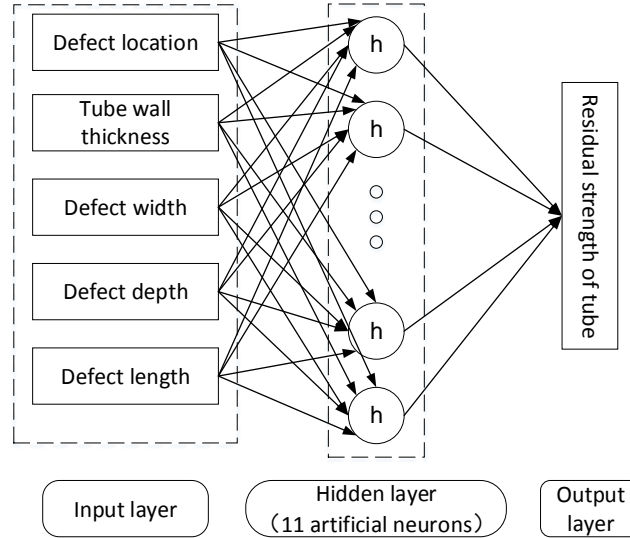 Defect location
Tube wall
thickness
Defect width
Defect depth
Defect length
h
h
h
h
Residual strength of tube
Input layer
Hidden layer
（11 artificial neurons）
Output
layer